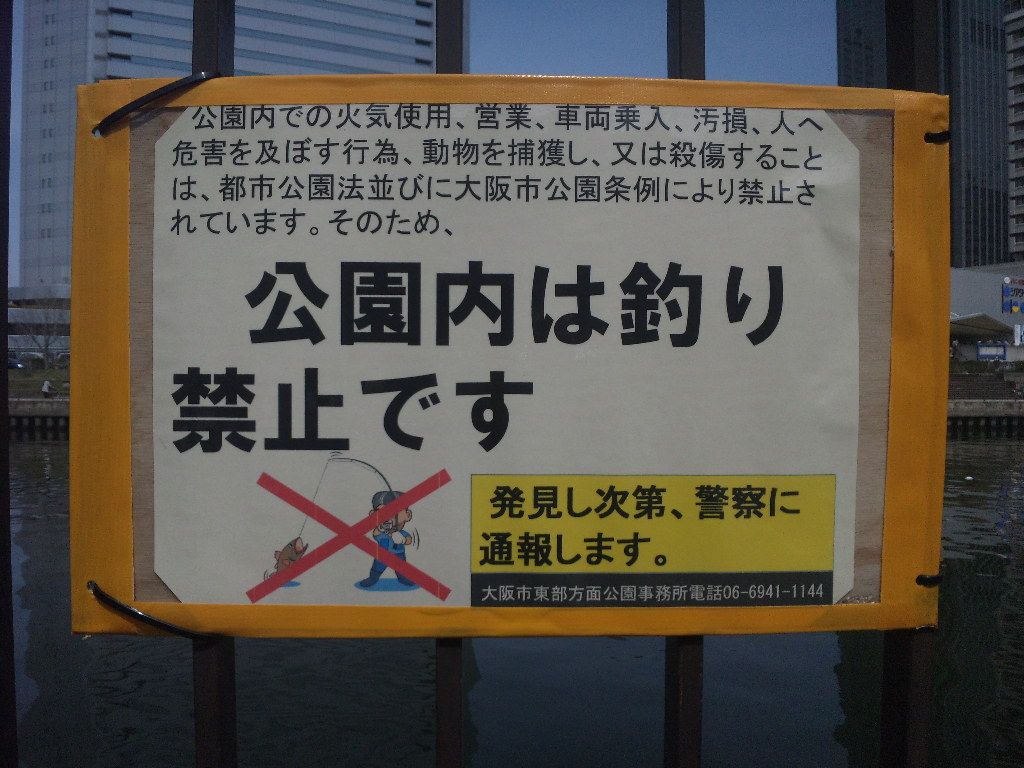 公園内での火気使用、営業、車両乗入、汚損、人へ
危害を及ぼす行為、動物を捕獲し、又は殺傷すること
は、都市公園法並びに大阪市公園条例により禁止さ
れています。そのため、
公園内は釣り
禁止です
発見し次第、警察に
通報します。
大阪市東部方面公園事務所電話06-6941-1144